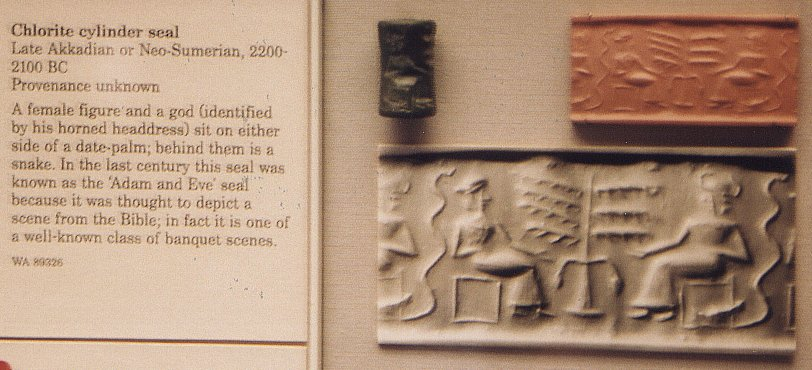 Chlorite cylinder seal
Late Akkadian or Neo-Sumerian, 2200-
2100 BC
Provenance unknown
A female figure and a god (identified
by his horned headdress) sit on either
side of a date-palm; behind them is a
snake. In the last century this seal was
known as the 'Adam and Eve' seal
because it was thought to depict a
scene from the Bible; in fact it is one of
a well-known class of banquet scenes.
WA 89326